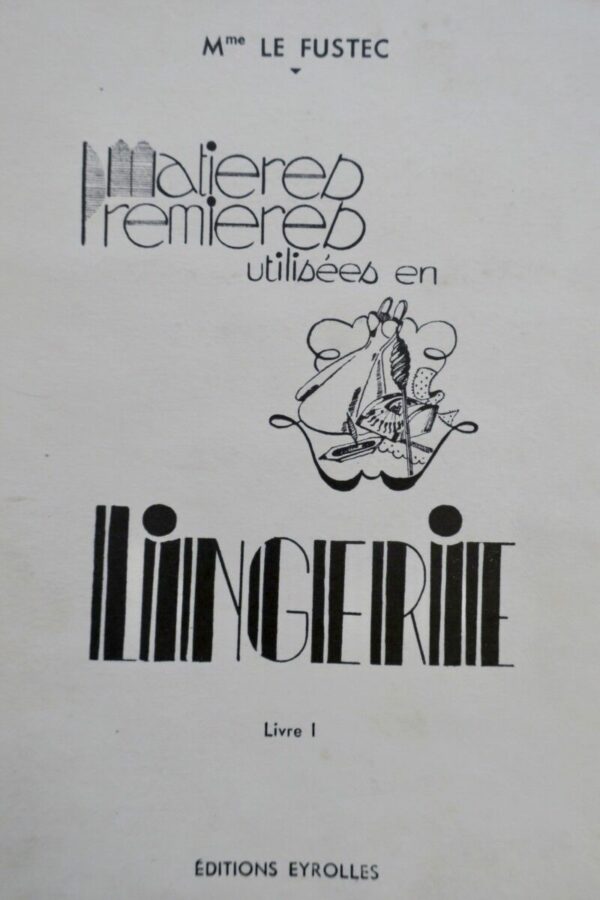 Mme LE FUSTEC
Matieres
Premieres
utilisées en
LINGERIE
Livre I
ÉDITIONS EYROLLES